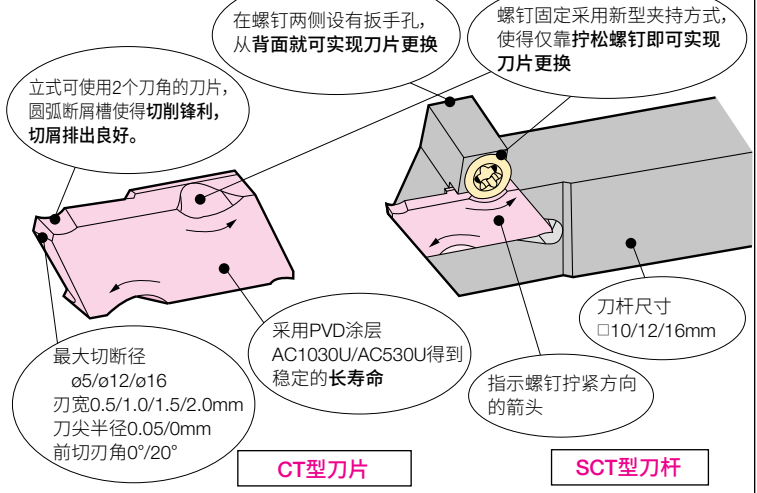 在螺钉两侧设有扳手孔,
从背面就可实现刀片更换
螺钉固定采用新型夹持方式,
使得仅靠拧松螺钉即可实现
刀片更换
立式可使用2个刀角的刀片,
圆弧断屑槽使得切削锋利,
切屑排出良好。
刀杆尺寸
□10/12/16mm
采用PVD涂层
AC1030U/AC530U得到
稳定的长寿命
最大切断径
ø5/ø12/ø16
刃宽0.5/1.0/1.5/2.0mm
刀尖半径0.05/0mm
前切刃角0°/20°
指示螺钉拧紧方向
的箭头
CT型刀片
SCT型刀杆